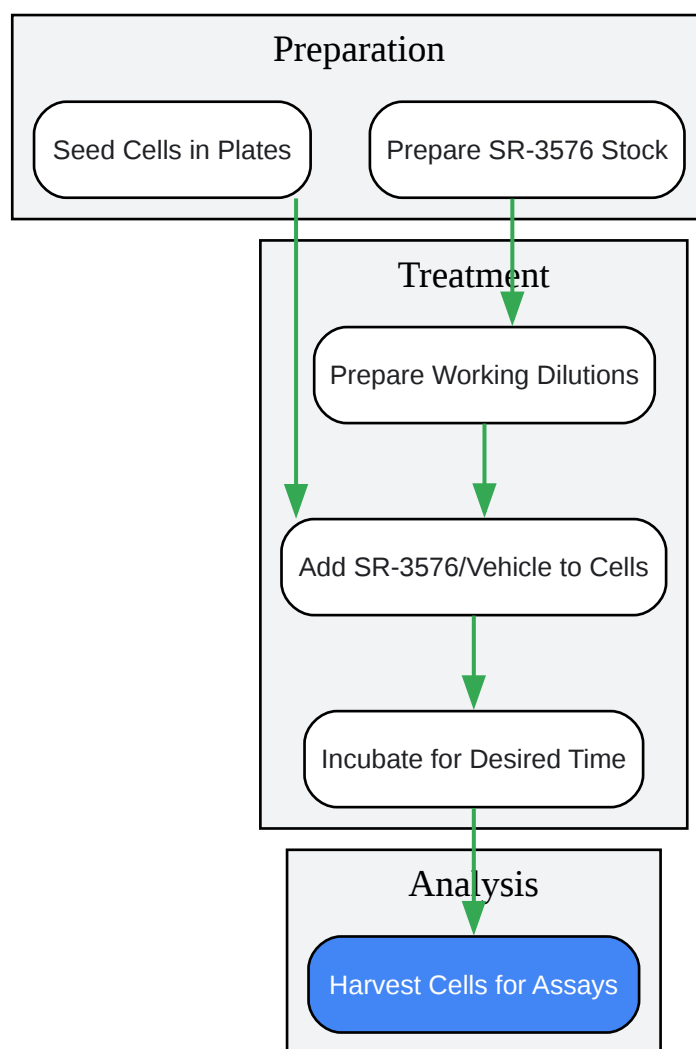 Preparation
Seed Cells in Plates
Prepare SR-3576 Stock
Treatment
Prepare Working Dilutions
Add SR-3576/Vehicle to Cells
Incubate for Desired Time
Analysis
Harvest Cells for Assays